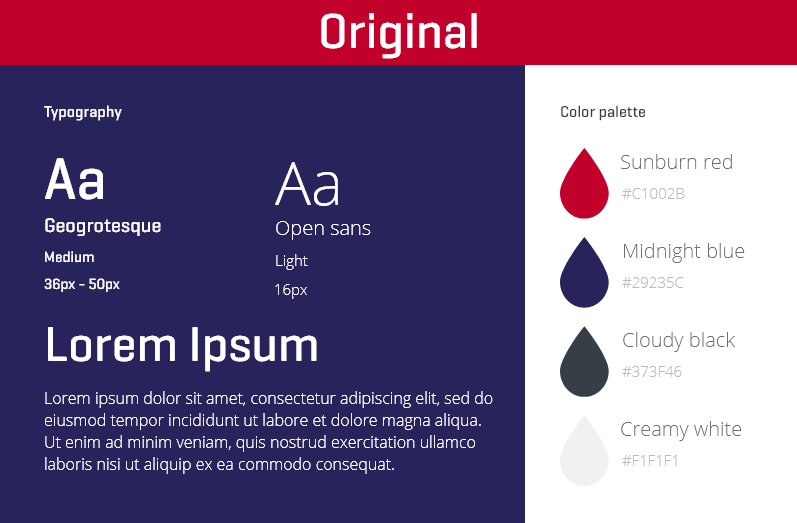 Original
Typography
Aa
Geogrotesque
Medium
36px - 50px
Aa
Open sans
Light
16px
Lorem Ipsum
Lorem ipsum dolor sit amet, consectetur adipiscing elit, sed do
eiusmod tempor incididunt ut labore et dolore magna aliqua.
Ut enim ad minim veniam, quis nostrud exercitation ullamco
laboris nisi ut aliquip ex ea commodo consequat.
Color palette
Sunburn red
#C1002B
Midnight blue
#29235C
Cloudy black
#373F46
Creamy white
#F1F1F1